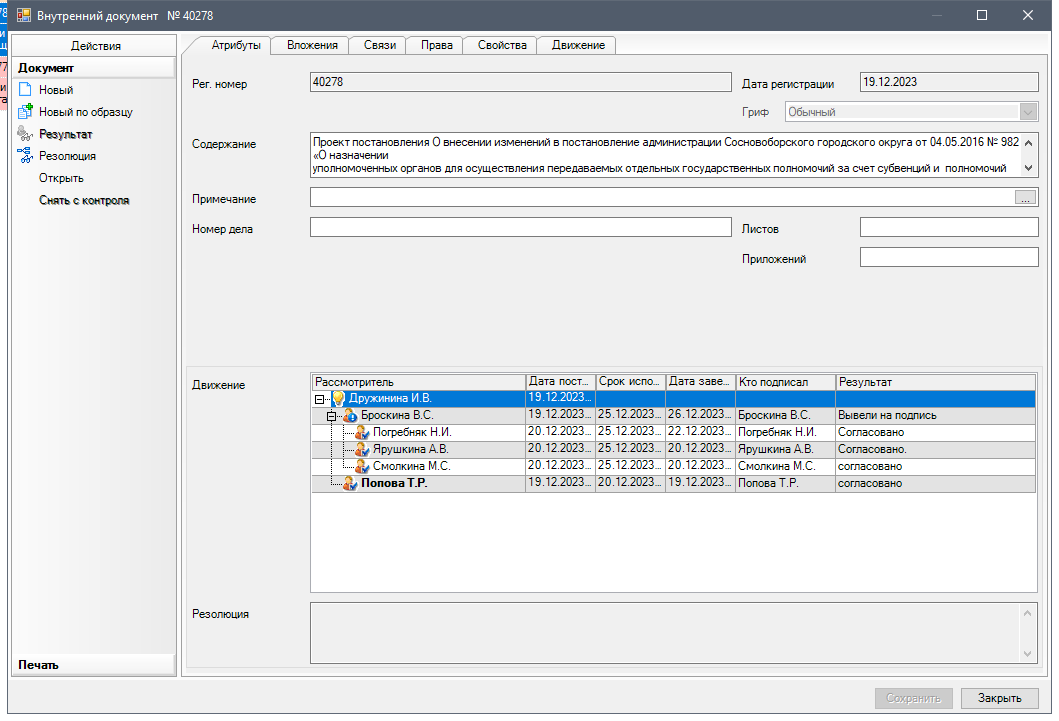 Внутренний документ № 40278
Действия
Документ
Новый
Новый по образцу
Результат
Резолюция
Открыть
Снять с контроля
Печать
Атрибуты Вложения Связи Права Свойства Движение
Рег. номер 40278 Дата регистрации 19.12.2023
Гриф Обычный
Содержание
Проект постановления О внесении изменений в постановление администрации Сосновоборского городского округа от 04.05.2016 № 982
«О назначении
уполномоченных органов для осуществления передаваемых отдельных государственных полномочий за счет субвенций и полномочий
Примечание ...
Номер дела Листов
Приложений
Движение
Рассмотритель Дата пост... Срок испо... Дата заве... Кто подписал Результат
Дружинина И.В. 19.12.2023...
Броскина В.С. 19.12.2023... 25.12.2023... 26.12.2023... Броскина В.С. Вывели на подпись
Погребняк Н.И. 20.12.2023... 25.12.2023... 22.12.2023... Погребняк Н.И. Согласовано
Ярушкина А.В. 20.12.2023... 25.12.2023... 20.12.2023... Ярушкина А.В. Согласовано.
Смолкина М.С. 20.12.2023... 25.12.2023... 20.12.2023... Смолкина М.С. согласовано
Попова Т.Р. 19.12.2023... 20.12.2023... 19.12.2023... Попова Т.Р. согласовано
Резолюция
Сохранить Закрыть